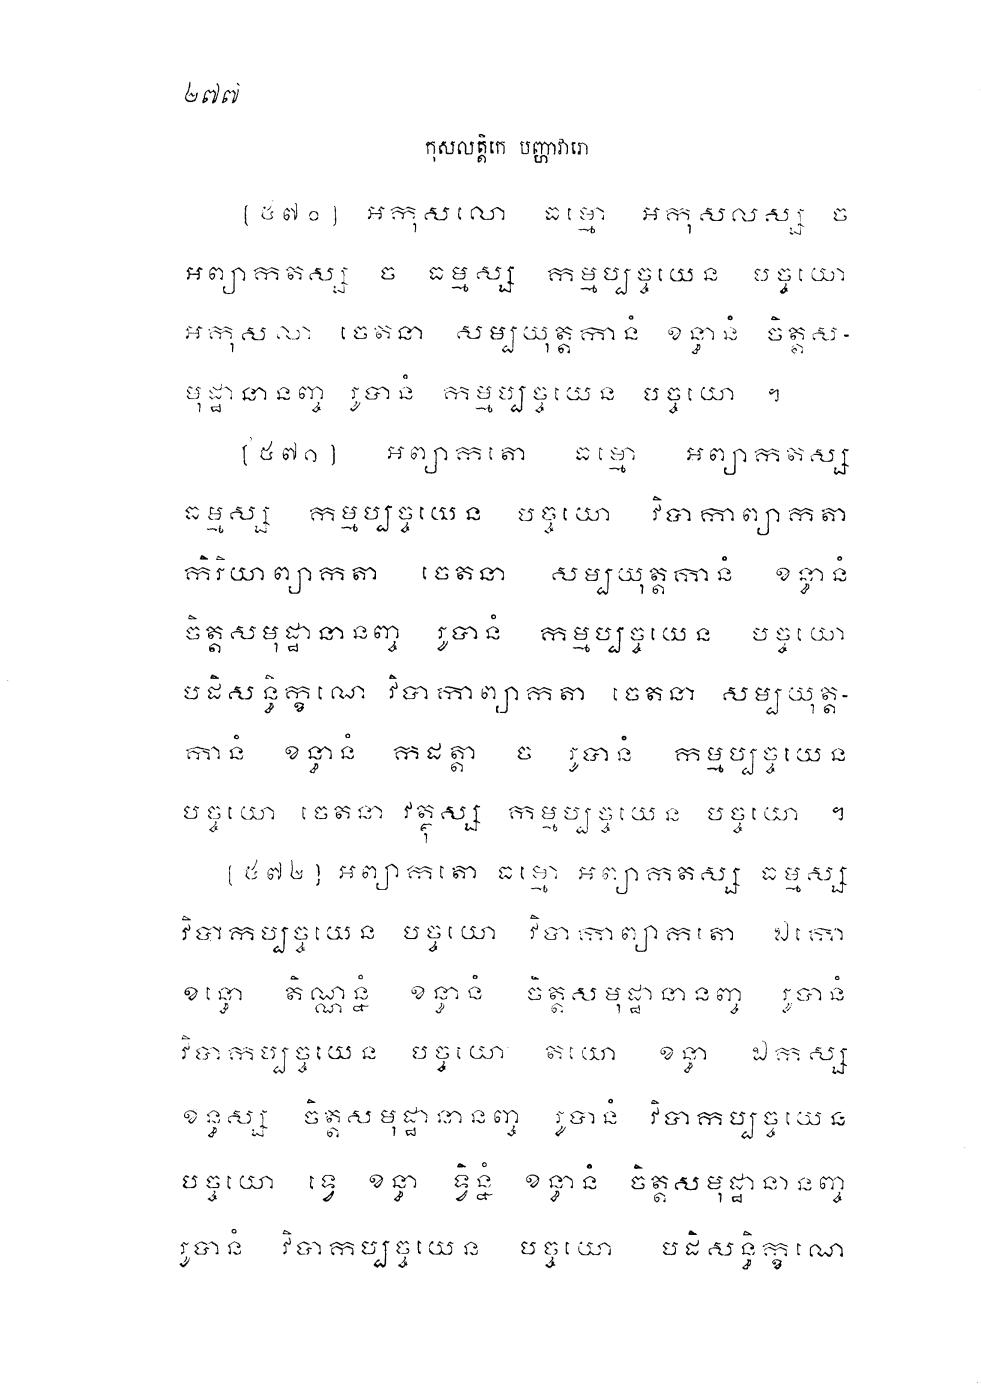 ២៧៧
កុសលត្តិកេ បញ្ហាវារោ
[៥៧០] អកុសលោ ធម្មោ អកុសលស្ស ច
អព្យាកតស្ស ច ធម្មស្ស កម្មប្បច្ចយេន បច្ចយោ
អកុសលា ចេតនា សម្បយុត្តកានំ ខន្ធានំ ចិត្តស-
មុដ្ឋានានញ្ច រូបានំ កម្មប្បច្ចយេន បច្ចយោ ។
[៥៧១] អព្យាកតោ ធម្មោ អព្យាកតស្ស
ធម្មស្ស កម្មប្បច្ចយេន បច្ចយោ វិបាកាព្យាកតា
កិរិយាព្យាកតា ចេតនា សម្បយុត្តកានំ ខន្ធានំ
ចិត្តសមុដ្ឋានានញ្ច រូបានំ កម្មប្បច្ចយេន បច្ចយោ
បដិសន្ធិក្ខណេ វិបាកាព្យាកតា ចេតនា សម្បយុត្ត-
កានំ ខន្ធានំ កដត្តា ច រូបានំ កម្មប្បច្ចយេន
បច្ចយោ ចេតនា វត្ថុស្ស កម្មប្បច្ចយេន បច្ចយោ ។
[៥៧២] អព្យាកតោ ធម្មោ អព្យាកតស្ស ធម្មស្ស
វិបាកប្បច្ចយេន បច្ចយោ វិបាកាព្យាកតោ ឯកោ
ខន្ធោ តិណ្ណន្នំ ខន្ធានំ ចិត្តសមុដ្ឋានានញ្ច រូបានំ
វិបាកប្បច្ចយេន បច្ចយោ តយោ ខន្ធា ឯកស្ស
ខន្ធស្ស ចិត្តសមុដ្ឋានានញ្ច រូបានំ វិបាកប្បច្ចយេន
បច្ចយោ ទ្វេ ខន្ធា ទ្វិន្នំ ខន្ធានំ ចិត្តសមុដ្ឋានានញ្ច
រូបានំ វិបាកប្បច្ចយេន បច្ចយោ បដិសន្ធិក្ខណេ